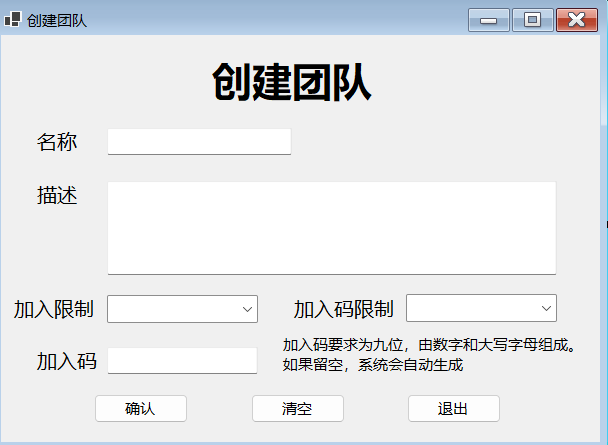 创建团队
创建团队
名称
描述
加入限制
加入码限制
加入码
加入码要求为九位，由数字和大写字母组成。
如果留空，系统会自动生成
确认
清空
退出